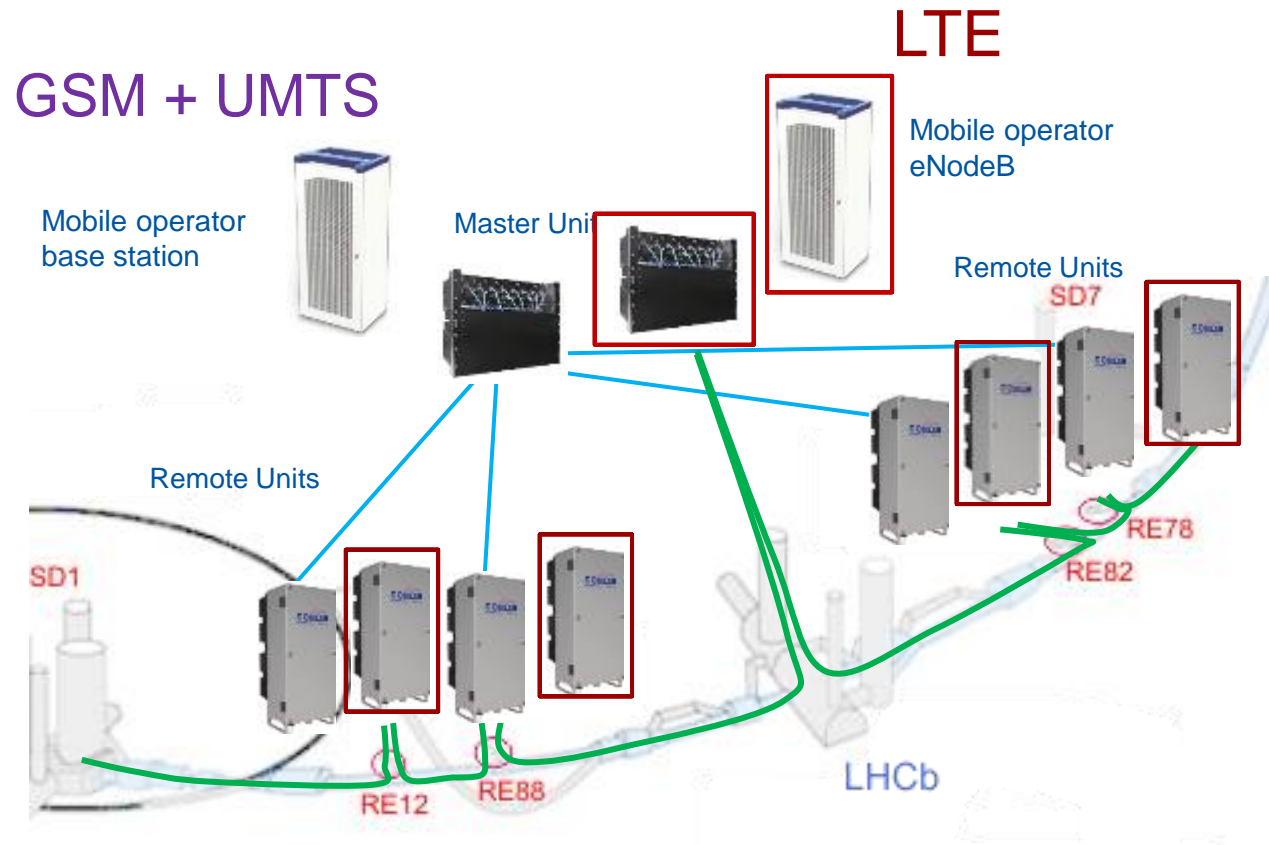 LTE
GSM + UMTS
Mobile operator
eNodeB
Mobile operator
base station
Master Unit
Remote Units
SD7
Remote Units
RE78
RE82
SD1
LHCb
RE12
RE88